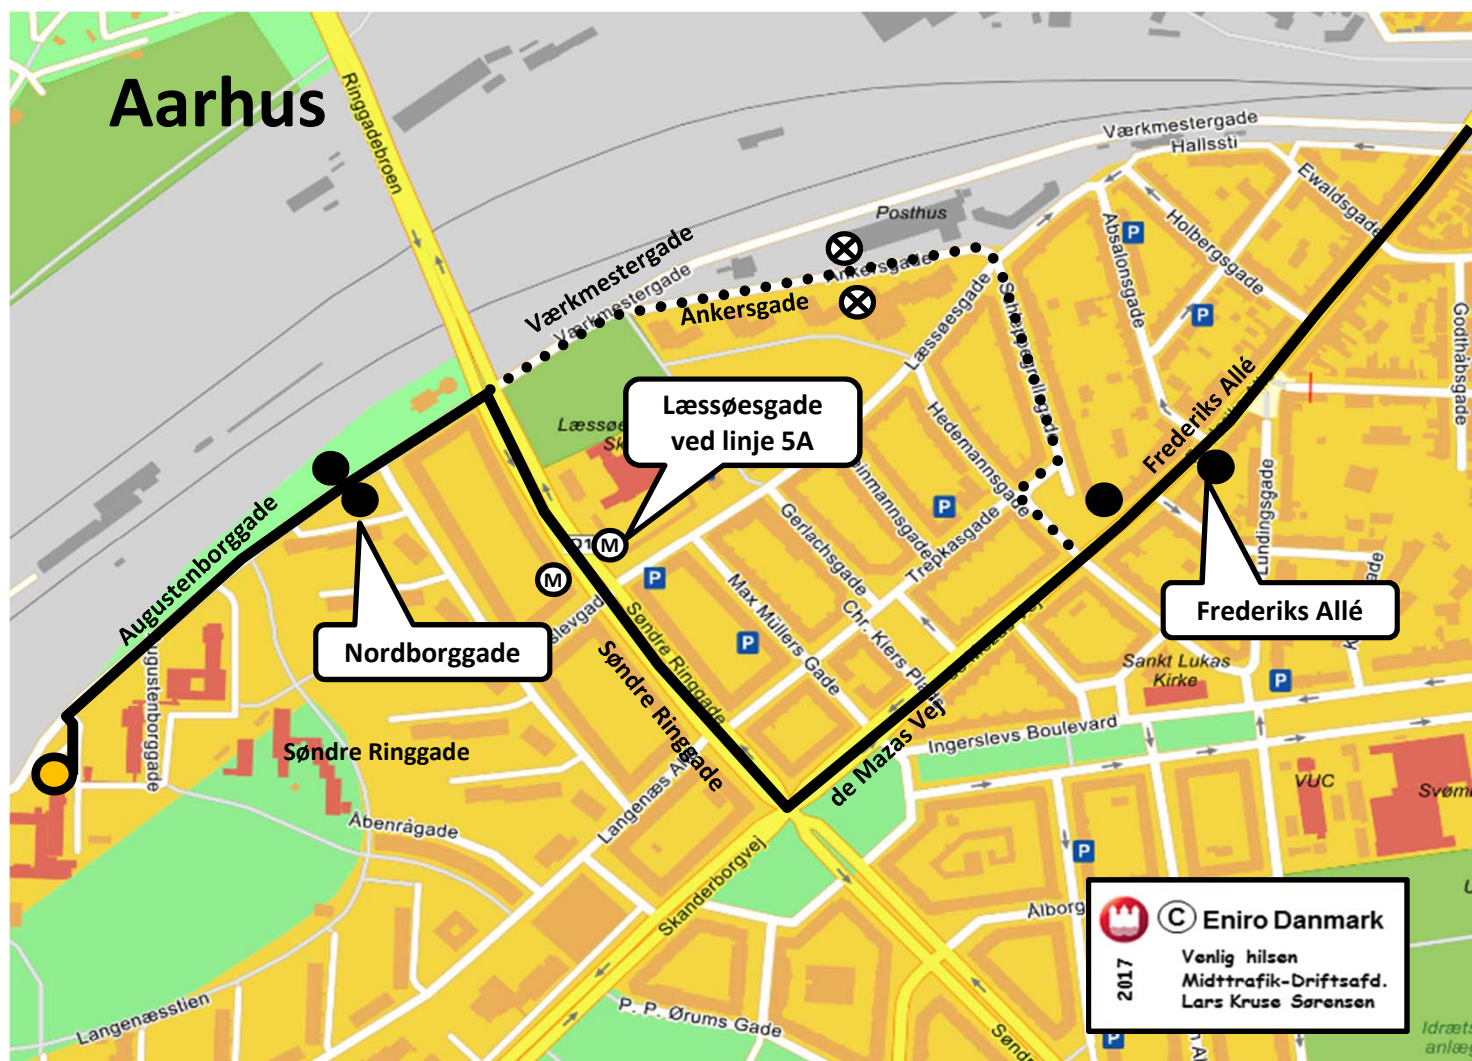 Aarhus
Ringgadebroen
Værkmestergade
Hallssti
Ewaldsgade
Posthus
Absalonsgade
Holbergsgade
P
Værkmestergade
Værkmestergade
Ankersgade
Ankersgade
Læssøesgade
Schleppegrellsgade
P
Godthåbsgade
Frederiks Allé
Læssøesgade
ved linje 5A
Hedemannsgade
P
Gerlachsgade
Trepkasgade
Lundingsgade
M
M
P
Augustenborggade
Nordborggade
Frederiks Allé
Max Müllers Gade
Chr. Kiers Plads
P
Søndre Ringgade
Søndre Ringgade
Sankt Lukas
Kirke
P
de Mazas Vej
Ingerslevs Boulevard
Søndre Ringgade
VUC
Langenæs
Åbenrågade
Skanderborgvej
P
Langenæsstien
P. P. Ørums Gade
C Eniro Danmark
2017
Venlig hilsen
Midttrafik-Driftsafd.
Lars Kruse Sørensen
P